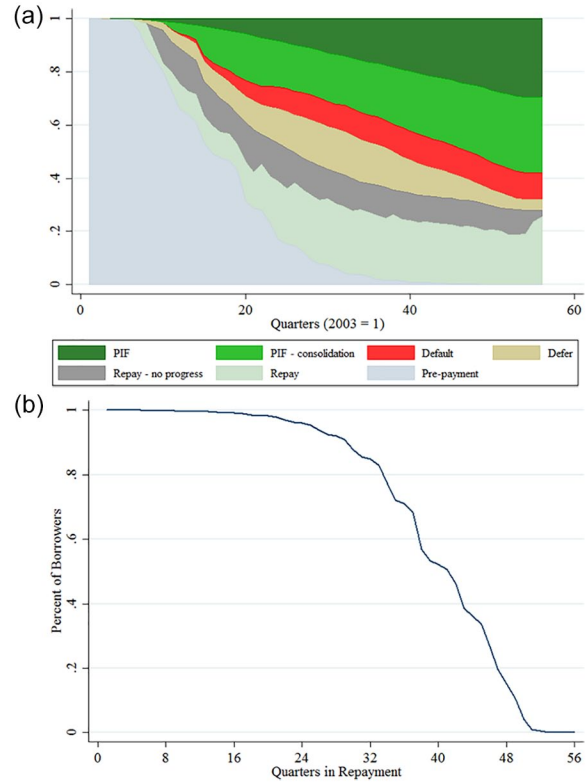 (a)
1
.8
.6
.4
.2
0
0 20 40 60
Quarters (2003 = 1)
PIF PIF - consolidation Default Defer
Repay - no progress Repay Pre-payment
(b)
1
.8
.6
.4
.2
0
Percent of Borrowers
0 8 16 24 32 40 48 56
Quarters in Repayment